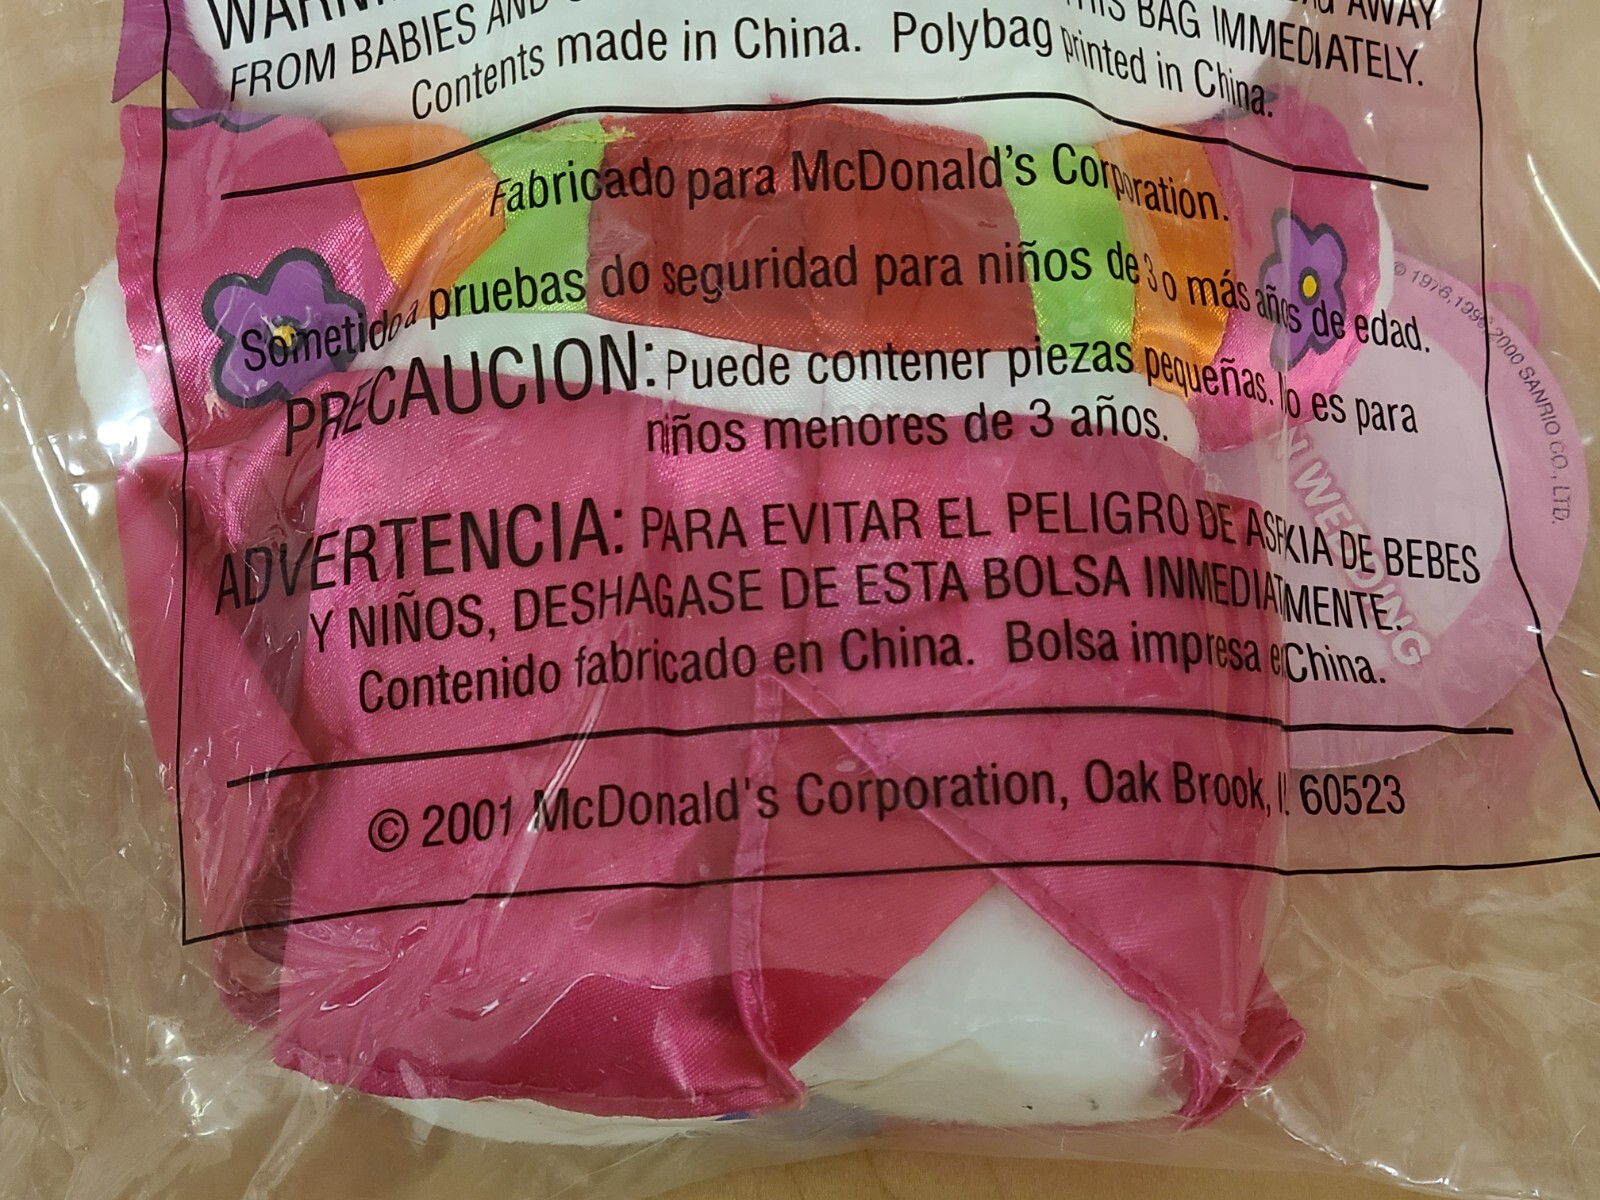 FROM BABIES AND THIS BAG IMMEDIATELY.
Contents made in China. Polybag printed in China.
Fabricado para McDonald's Corporation.
Sometido a pruebas do seguridad para niños de 3 o más años de edad.
PRECAUCION: Puede contener piezas pequeñas. No es para
niños menores de 3 años.
ADVERTENCIA: PARA EVITAR EL PELIGRO DE ASFIXIA DE BEBES
Y NIÑOS, DESHAGASE DE ESTA BOLSA INMEDIATMENTE.
Contenido fabricado en China. Bolsa impresa en China.
© 2001 McDonald's Corporation, Oak Brook, IL 60523
SANRIO CO., LTD.
WEDDING